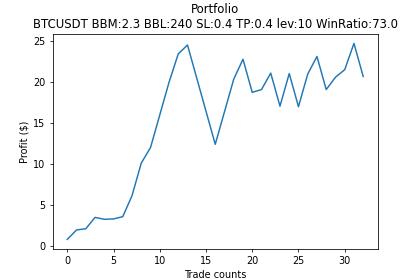 Portfolio
BTCUSDT BBM:2.3 BBL:240 SL:0.4 TP:0.4 lev:10 WinRatio:73.0
25
20
15
10
5
0
Profit ($)
0 5 10 15 20 25 30
Trade counts